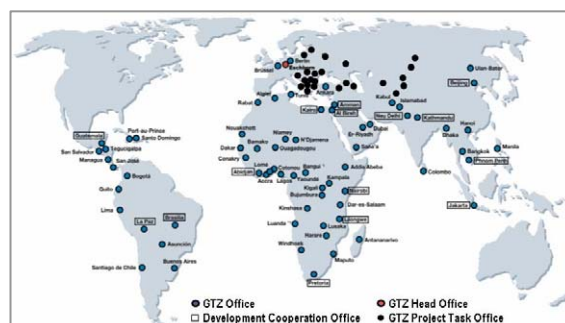 Berlin
Brüssel
Eschborn
Ulan-Bator
Beijing
Algier
Tunis
Ankara
Rabat
Kairo
Amman
Al Bireh
Kabul
Islamabad
New Delhi
Kathmandu
Guatemala
Port-au-Prince
Santo Domingo
San Salvador
Tegucigalpa
Managua
San José
Nouakchott
Dakar
Bamako
Niamey
N'Djamena
Ouagadougou
Conakry
Er-Riyadh
Dubai
Sana'a
Dhaka
Hanoi
Bangkok
Manila
Phnom Penh
Colombo
Bogotá
Quito
Abidjan
Lomé
Accra
Cotonou
Lagos
Bangui
Yaoundé
Addis Abeba
Kampala
Kigali
Nairobi
Bujumbura
Kinshasa
Dar-es-Salaam
Jakarta
Lima
La Paz
Brasilia
Luanda
Lilongwe
Lusaka
Harare
Antananarivo
Asunción
Windhoek
Maputo
Santiago de Chile
Buenos Aires
Pretoria
GTZ Office
GTZ Head Office
Development Cooperation Office
GTZ Project Task Office